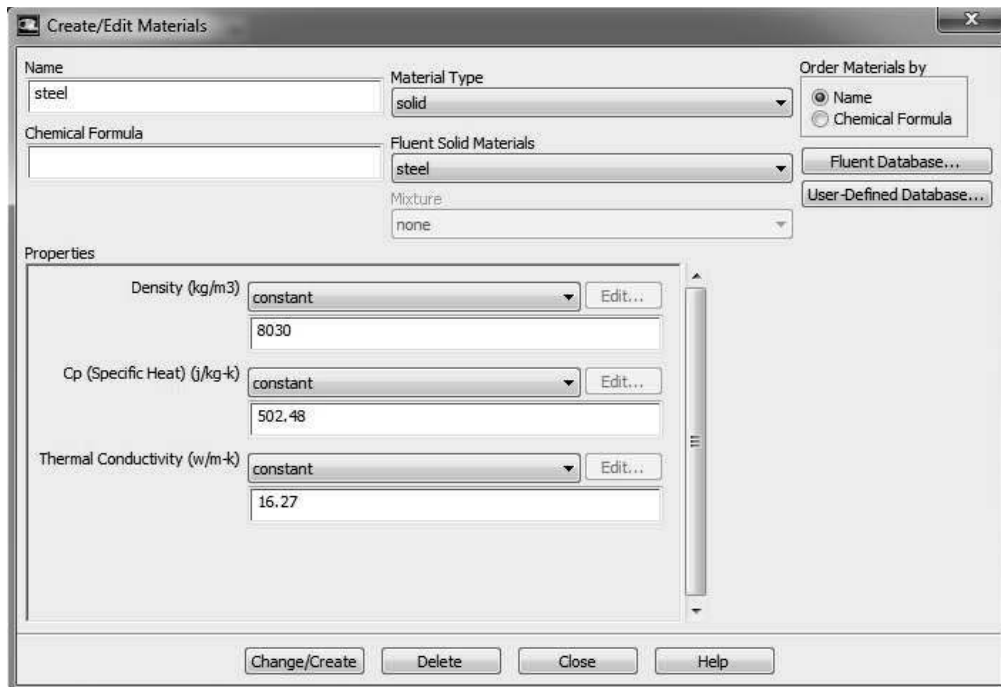 Create/Edit Materials
x
Name
steel
Chemical Formula
Material Type
solid
Fluent Solid Materials
steel
Mixture
none
Order Materials by
Name
Chemical Formula
Fluent Database...
User-Defined Database...
Properties
Density (kg/m3)
constant
Edit...
8030
Cp (Specific Heat) (j/kg-k)
constant
Edit...
502.48
Thermal Conductivity (w/m-k)
constant
Edit...
16.27
Change/Create
Delete
Close
Help